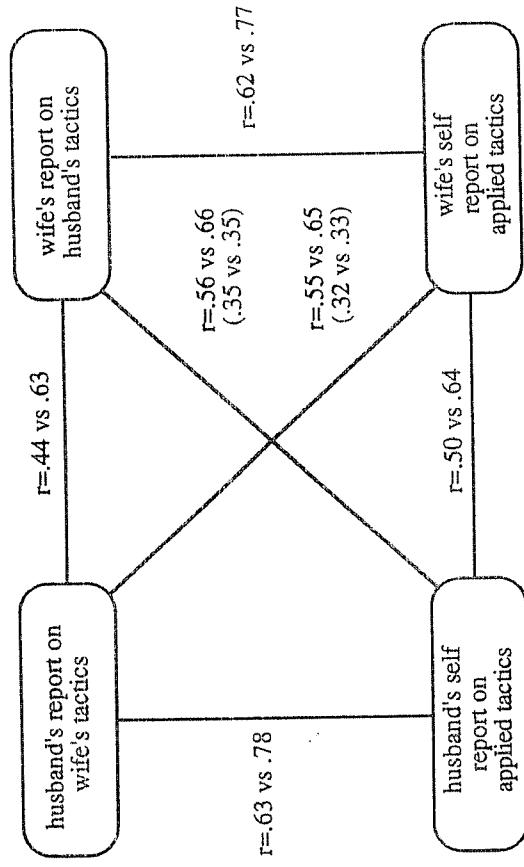 husband's report on
wife's tactics
wife's report on
husband's tactics
r=.44 vs .63
r=.63 vs .78
r=.56 vs .66
(.35 vs .35)
r=.62 vs .77
r=.55 vs .65
(.32 vs .33)
r=.50 vs .64
husband's self
report on
applied tactics
wife's self
report on
applied tactics